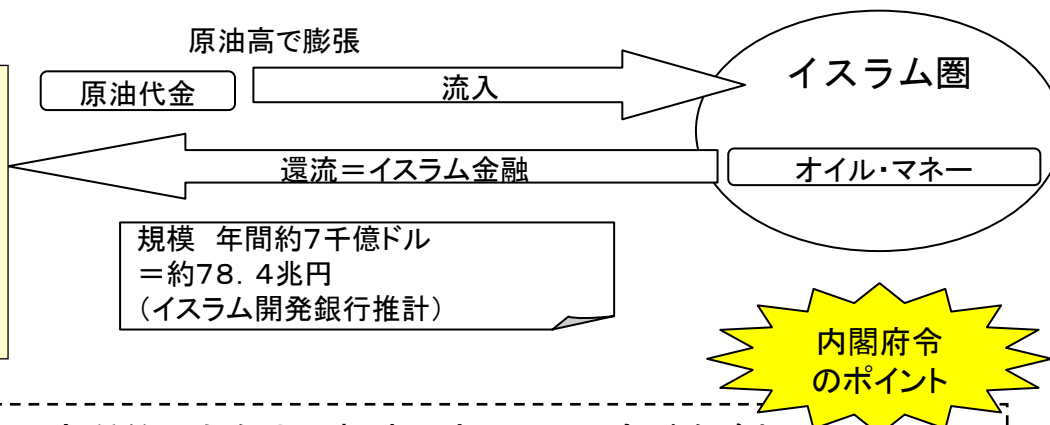 原油高で膨張
イスラム圏
原油代金
流入
還流＝イスラム金融
オイル・マネー
規模　年間約7千億ドル
＝約78．4兆円
（イスラム開発銀行推計）
内閣府令
のポイント